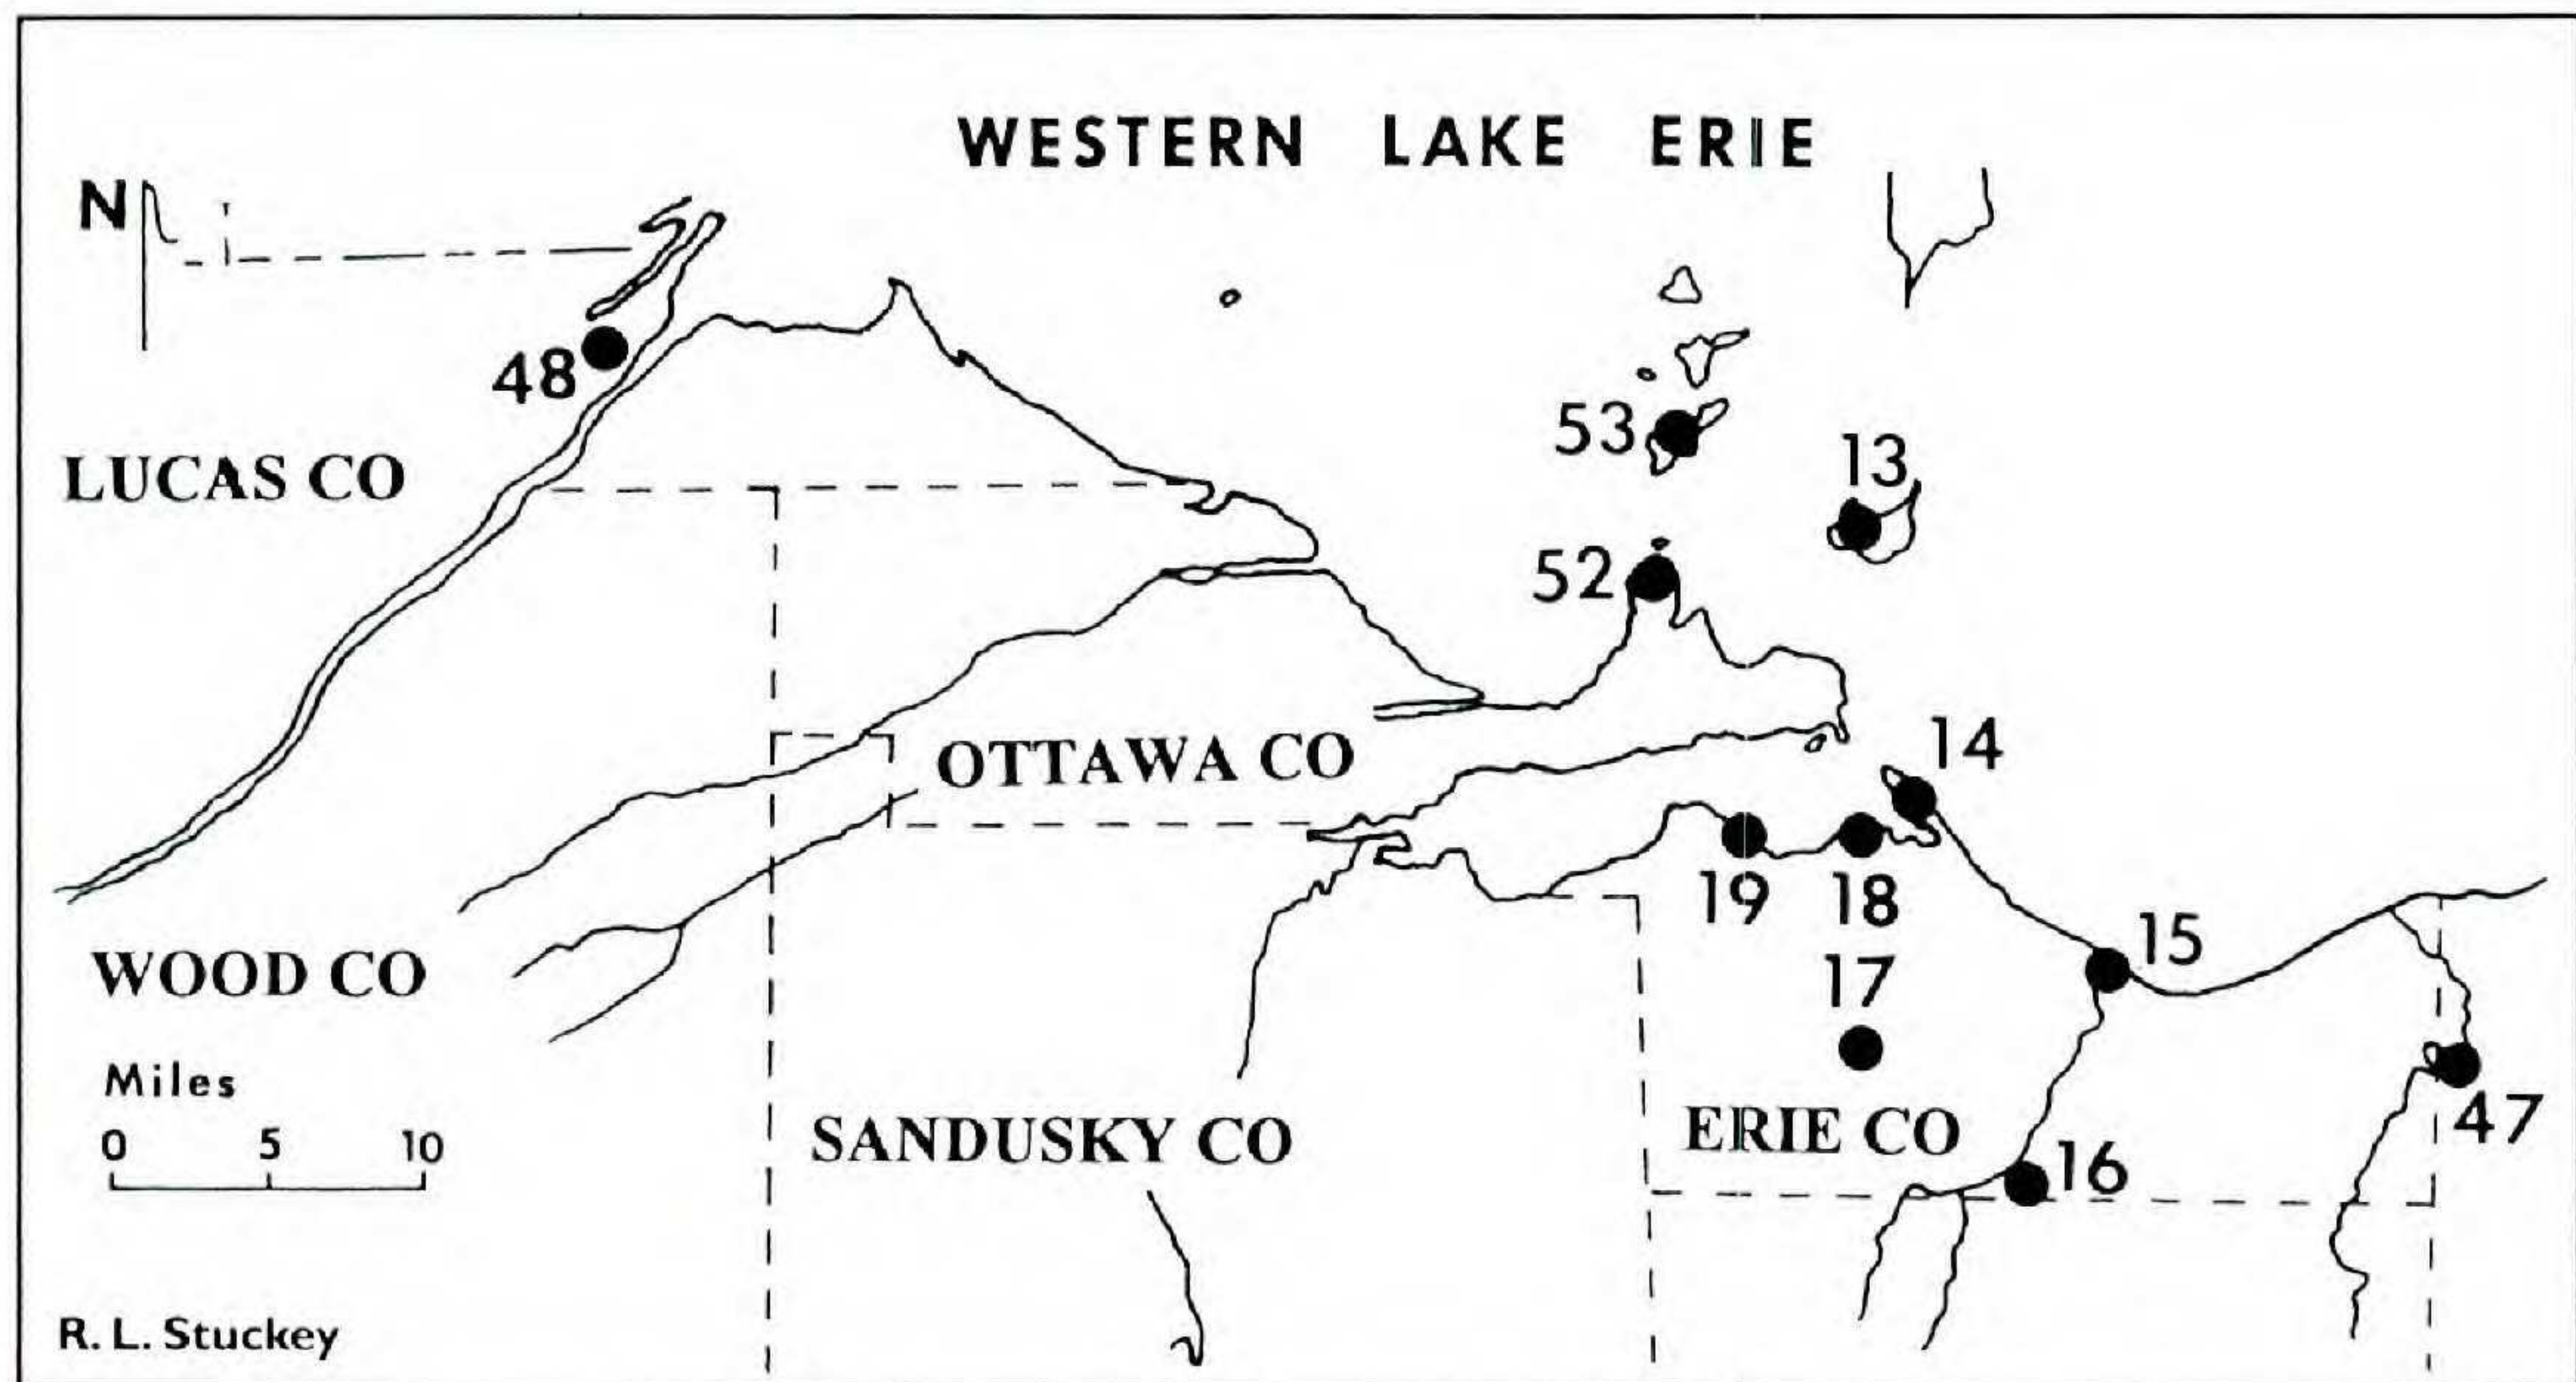 WESTERN LAKE ERIE
N
48
53
LUCAS CO
13
52
14
OTTAWA CO
19 18
15
WOOD CO
17
Miles
47
0 5 10
SANDUSKY CO
ERIE CO
16
R. L. Stuckey